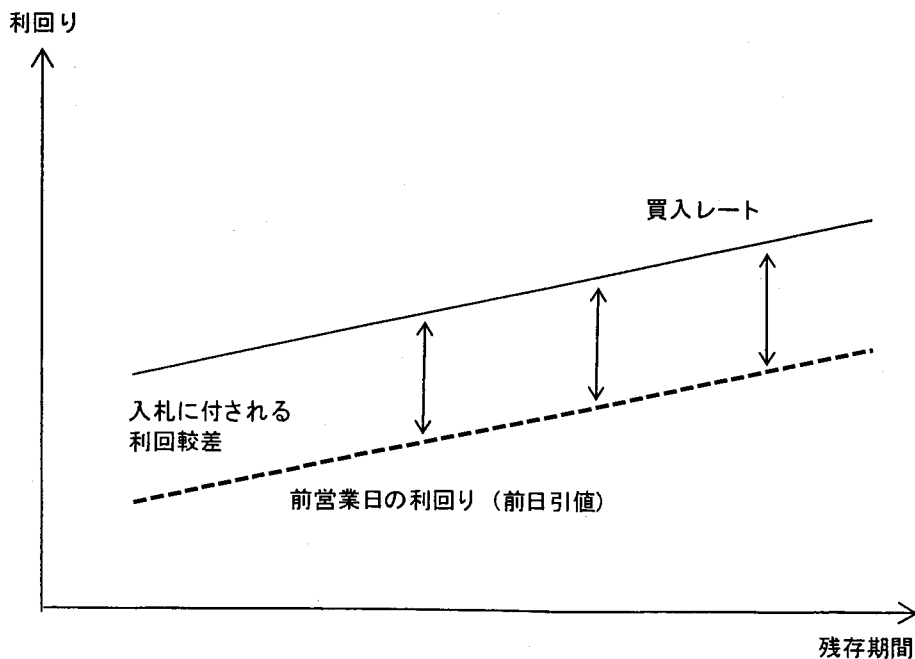 利回り
買入レート
入札に付される
利回較差
前営業日の利回り（前日引値）
残存期間